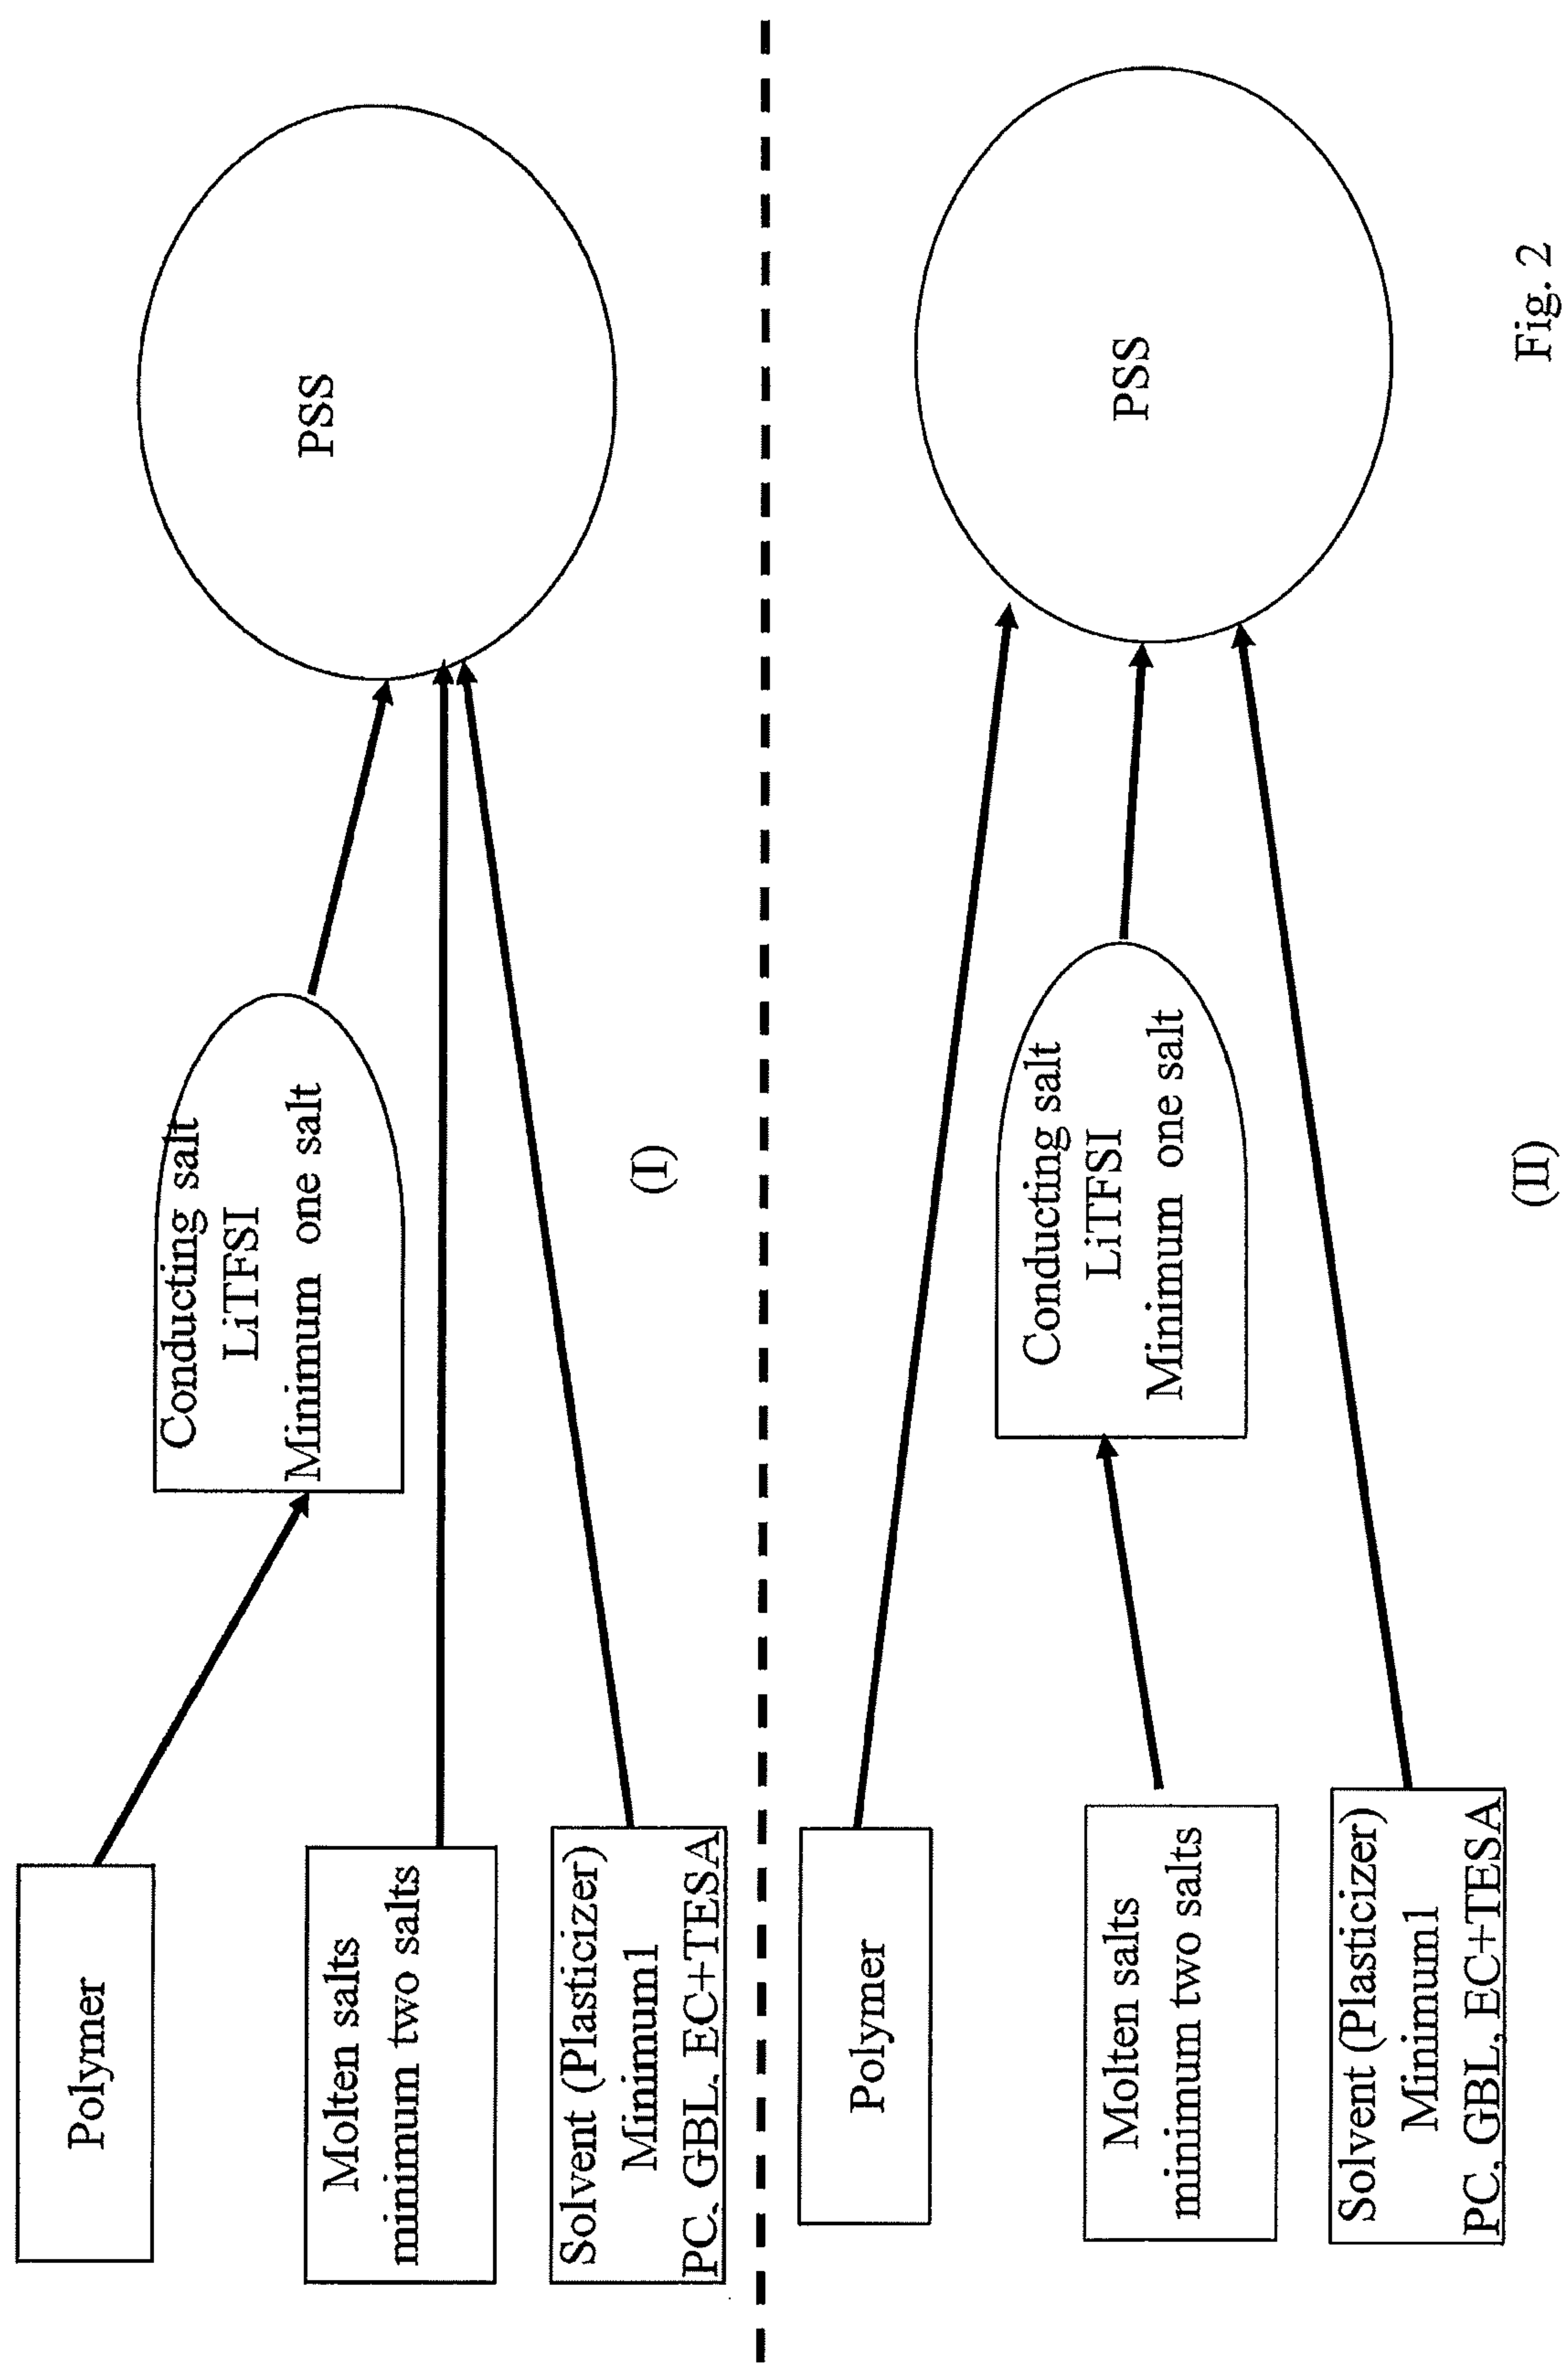 Polymer
Conducting salt
LiTFSI
Minimum one salt
PSS
Molten salts
minimum two salts
Solvent (Plasticizer)
Minimum1
PC, GBL, EC+TESA
(I)
Polymer
Conducting salt
LiTFSI
Minimum one salt
PSS
Molten salts
minimum two salts
Solvent (Plasticizer)
Minimum1
PC, GBL, EC+TESA
(II)
Fig. 2